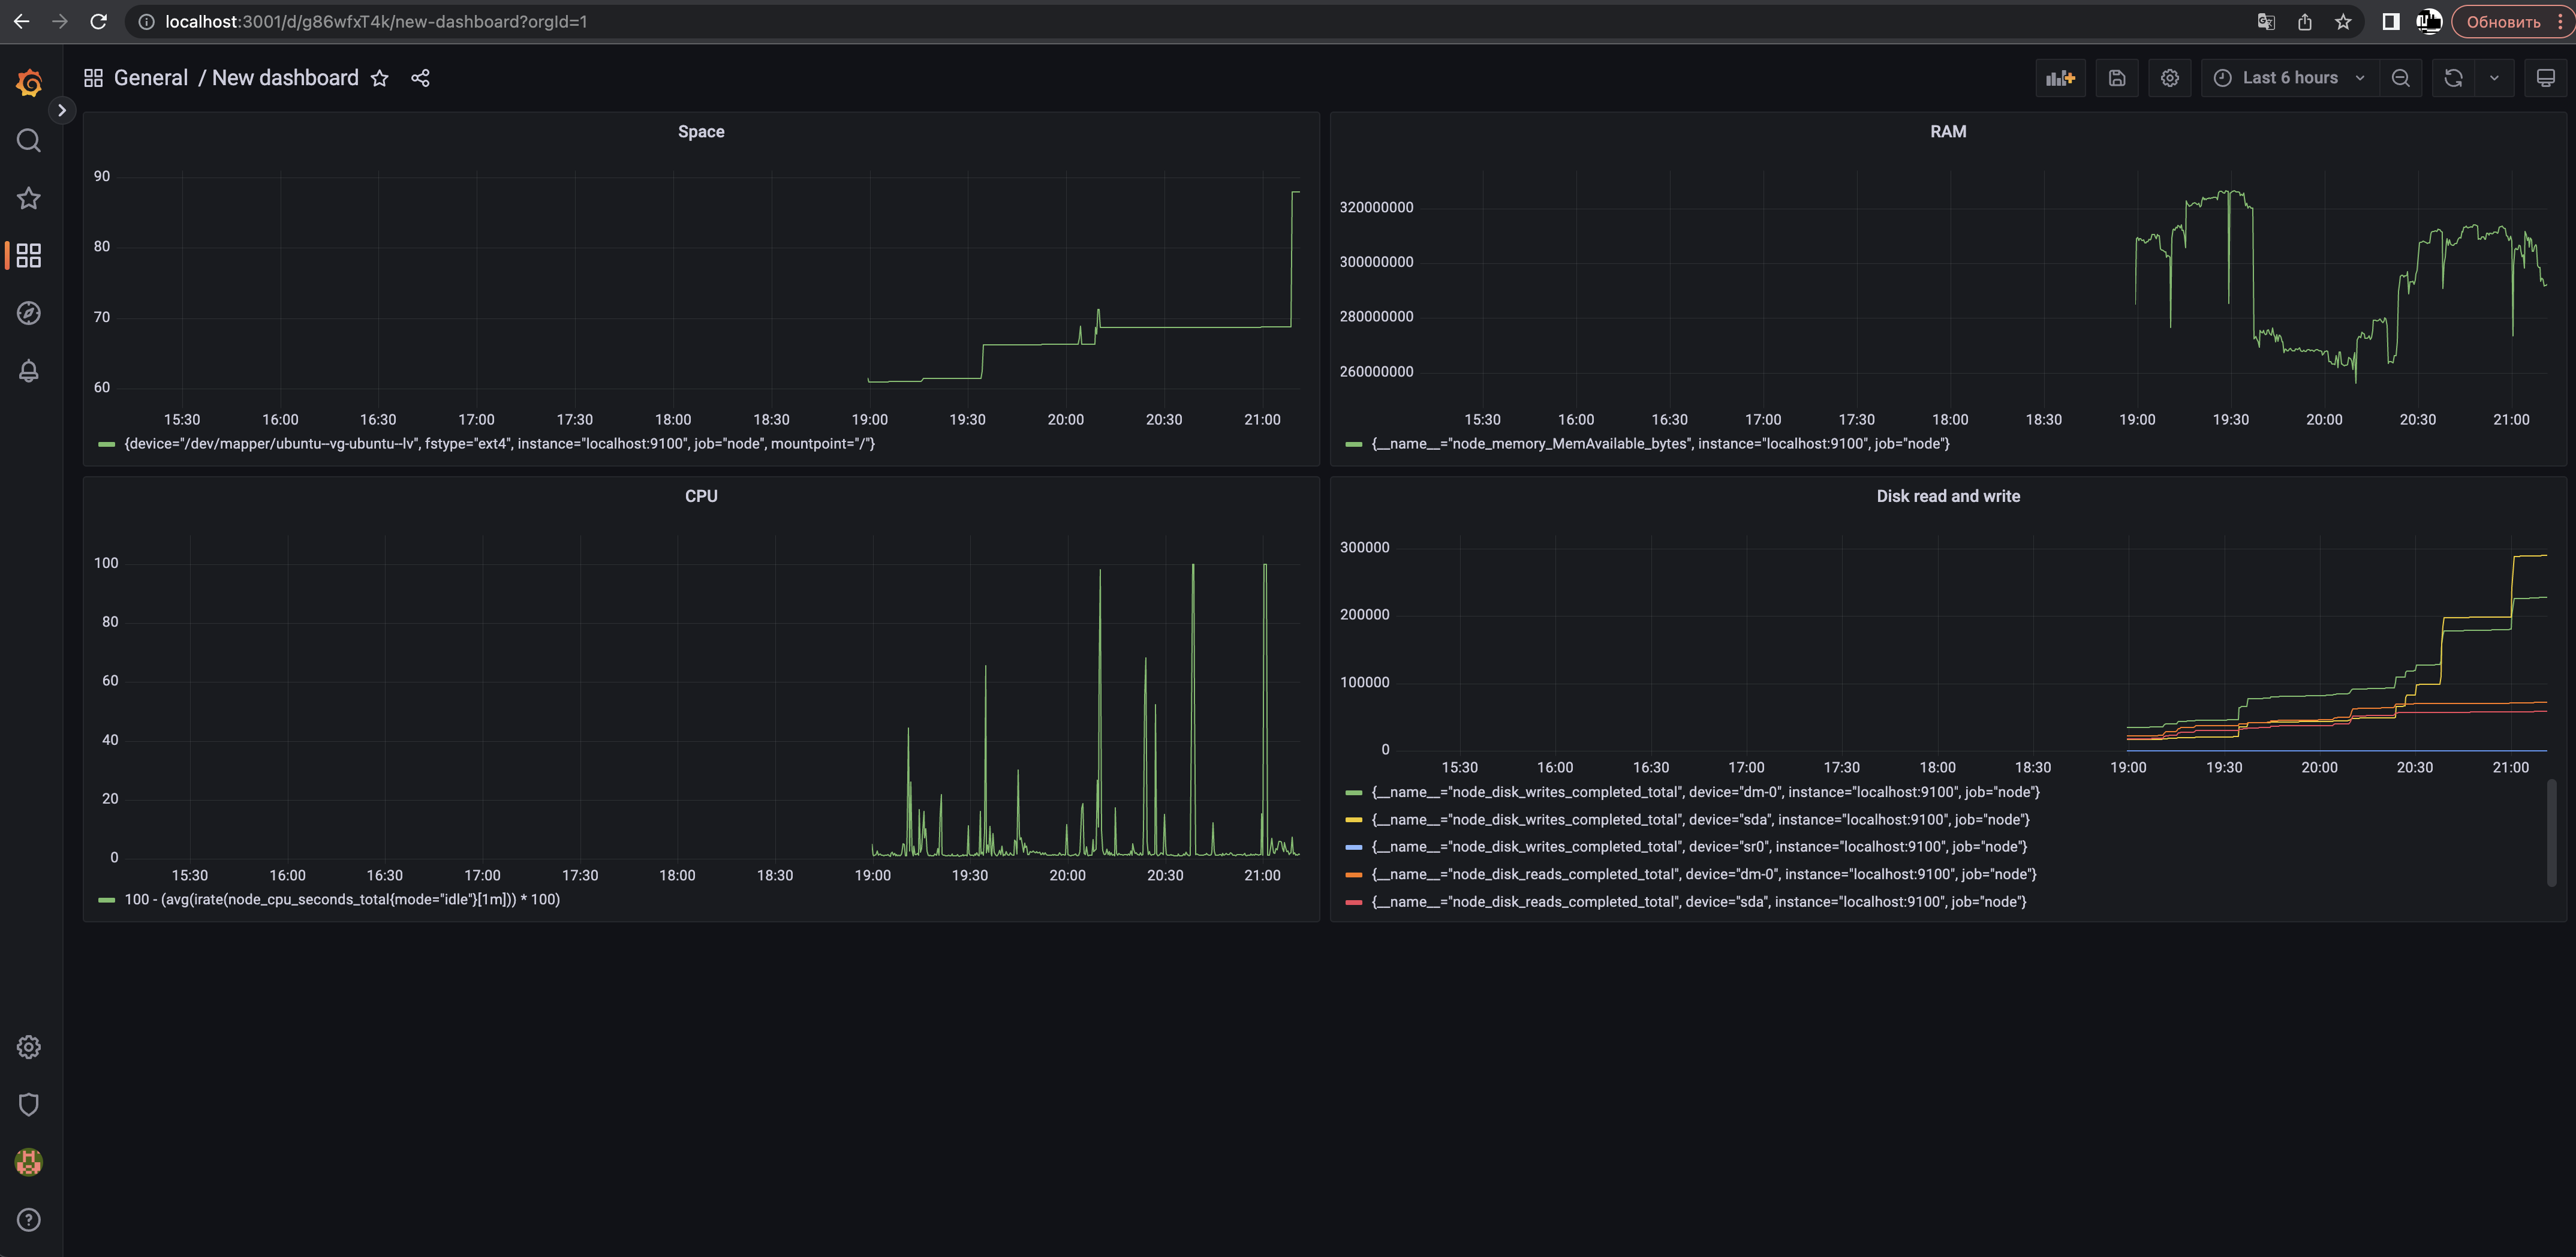 localhost:3001/d/g86wfxT4k/new-dashboard?orgId=1
Обновить
General / New dashboard
Last 6 hours
Space
90
80
70
60
15:30 16:00 16:30 17:00 17:30 18:00 18:30 19:00 19:30 20:00 20:30 21:00
{device="/dev/mapper/ubuntu--vg-ubuntu--lv", fstype="ext4", instance="localhost:9100", job="node", mountpoint="/"}
RAM
320000000
300000000
280000000
260000000
15:30 16:00 16:30 17:00 17:30 18:00 18:30 19:00 19:30 20:00 20:30 21:00
{__name__="node_memory_MemAvailable_bytes", instance="localhost:9100", job="node"}
CPU
100
80
60
40
20
0
15:30 16:00 16:30 17:00 17:30 18:00 18:30 19:00 19:30 20:00 20:30 21:00
100 - (avg(irate(node_cpu_seconds_total{mode="idle"}[1m])) * 100)
Disk read and write
300000
200000
100000
0
15:30 16:00 16:30 17:00 17:30 18:00 18:30 19:00 19:30 20:00 20:30 21:00
{__name__="node_disk_writes_completed_total", device="dm-0", instance="localhost:9100", job="node"}
{__name__="node_disk_writes_completed_total", device="sda", instance="localhost:9100", job="node"}
{__name__="node_disk_writes_completed_total", device="sr0", instance="localhost:9100", job="node"}
{__name__="node_disk_reads_completed_total", device="dm-0", instance="localhost:9100", job="node"}
{__name__="node_disk_reads_completed_total", device="sda", instance="localhost:9100", job="node"}